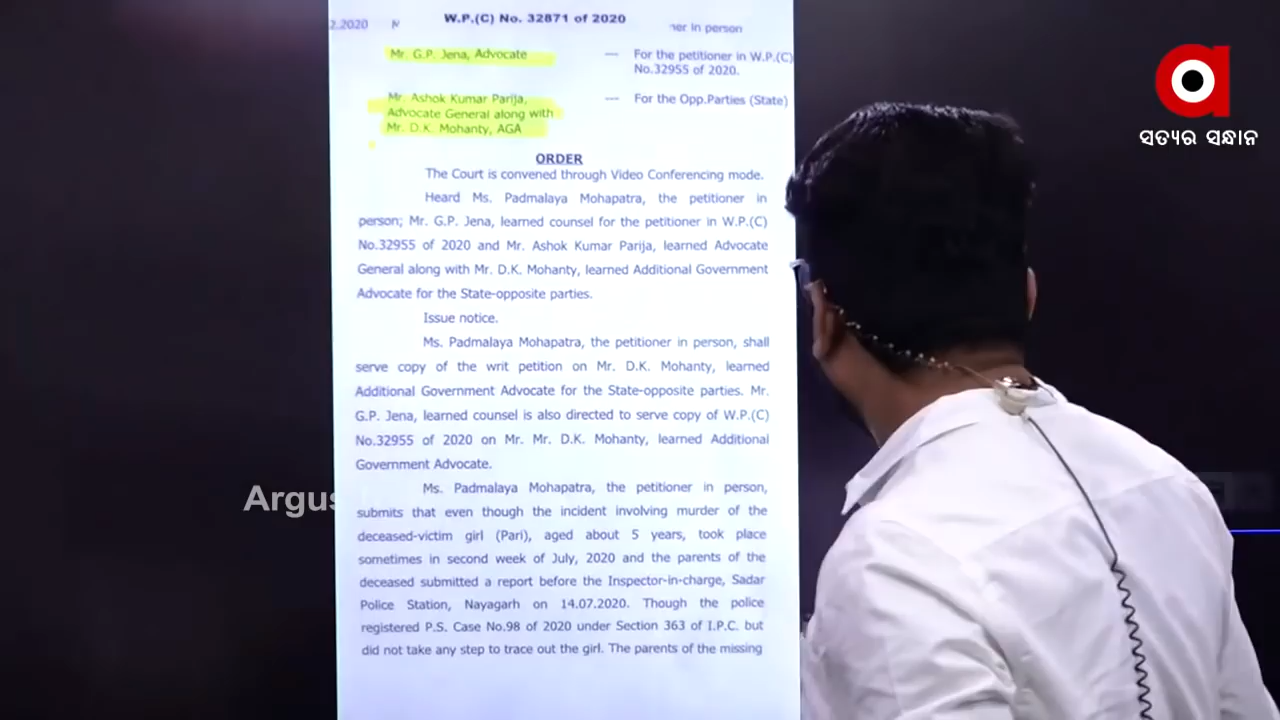 W.P.(C) No. 32871 of 2020
2.2020
ner in person
Mr. G.P. Jena, Advocate --- For the petitioner in W.P.(C)
No.32955 of 2020.
Mr. Ashok Kumar Parija, --- For the Opp.Parties (State)
Advocate General along with
Mr. D.K. Mohanty, AGA
ORDER
The Court is convened through Video Conferencing mode.
Heard Ms. Padmalaya Mohapatra, the petitioner in
person; Mr. G.P. Jena, learned counsel for the petitioner in W.P.(C)
No.32955 of 2020 and Mr. Ashok Kumar Parija, learned Advocate
General along with Mr. D.K. Mohanty, learned Additional Government
Advocate for the State-opposite parties.
Issue notice.
Ms. Padmalaya Mohapatra, the petitioner in person, shall
serve copy of the writ petition on Mr. D.K. Mohanty, learned
Additional Government Advocate for the State-opposite parties. Mr.
G.P. Jena, learned counsel is also directed to serve copy of W.P.(C)
No.32955 of 2020 on Mr. Mr. D.K. Mohanty, learned Additional
Government Advocate.
Ms. Padmalaya Mohapatra, the petitioner in person,
submits that even though the incident involving murder of the
deceased-victim girl (Pari), aged about 5 years, took place
sometimes in second week of July, 2020 and the parents of the
deceased submitted a report before the Inspector-in-charge, Sadar
Police Station, Nayagarh on 14.07.2020. Though the police
registered P.S. Case No.98 of 2020 under Section 363 of I.P.C. but
did not take any step to trace out the girl. The parents of the missing
ସତ୍ୟର ସନ୍ଧାନ
Argus